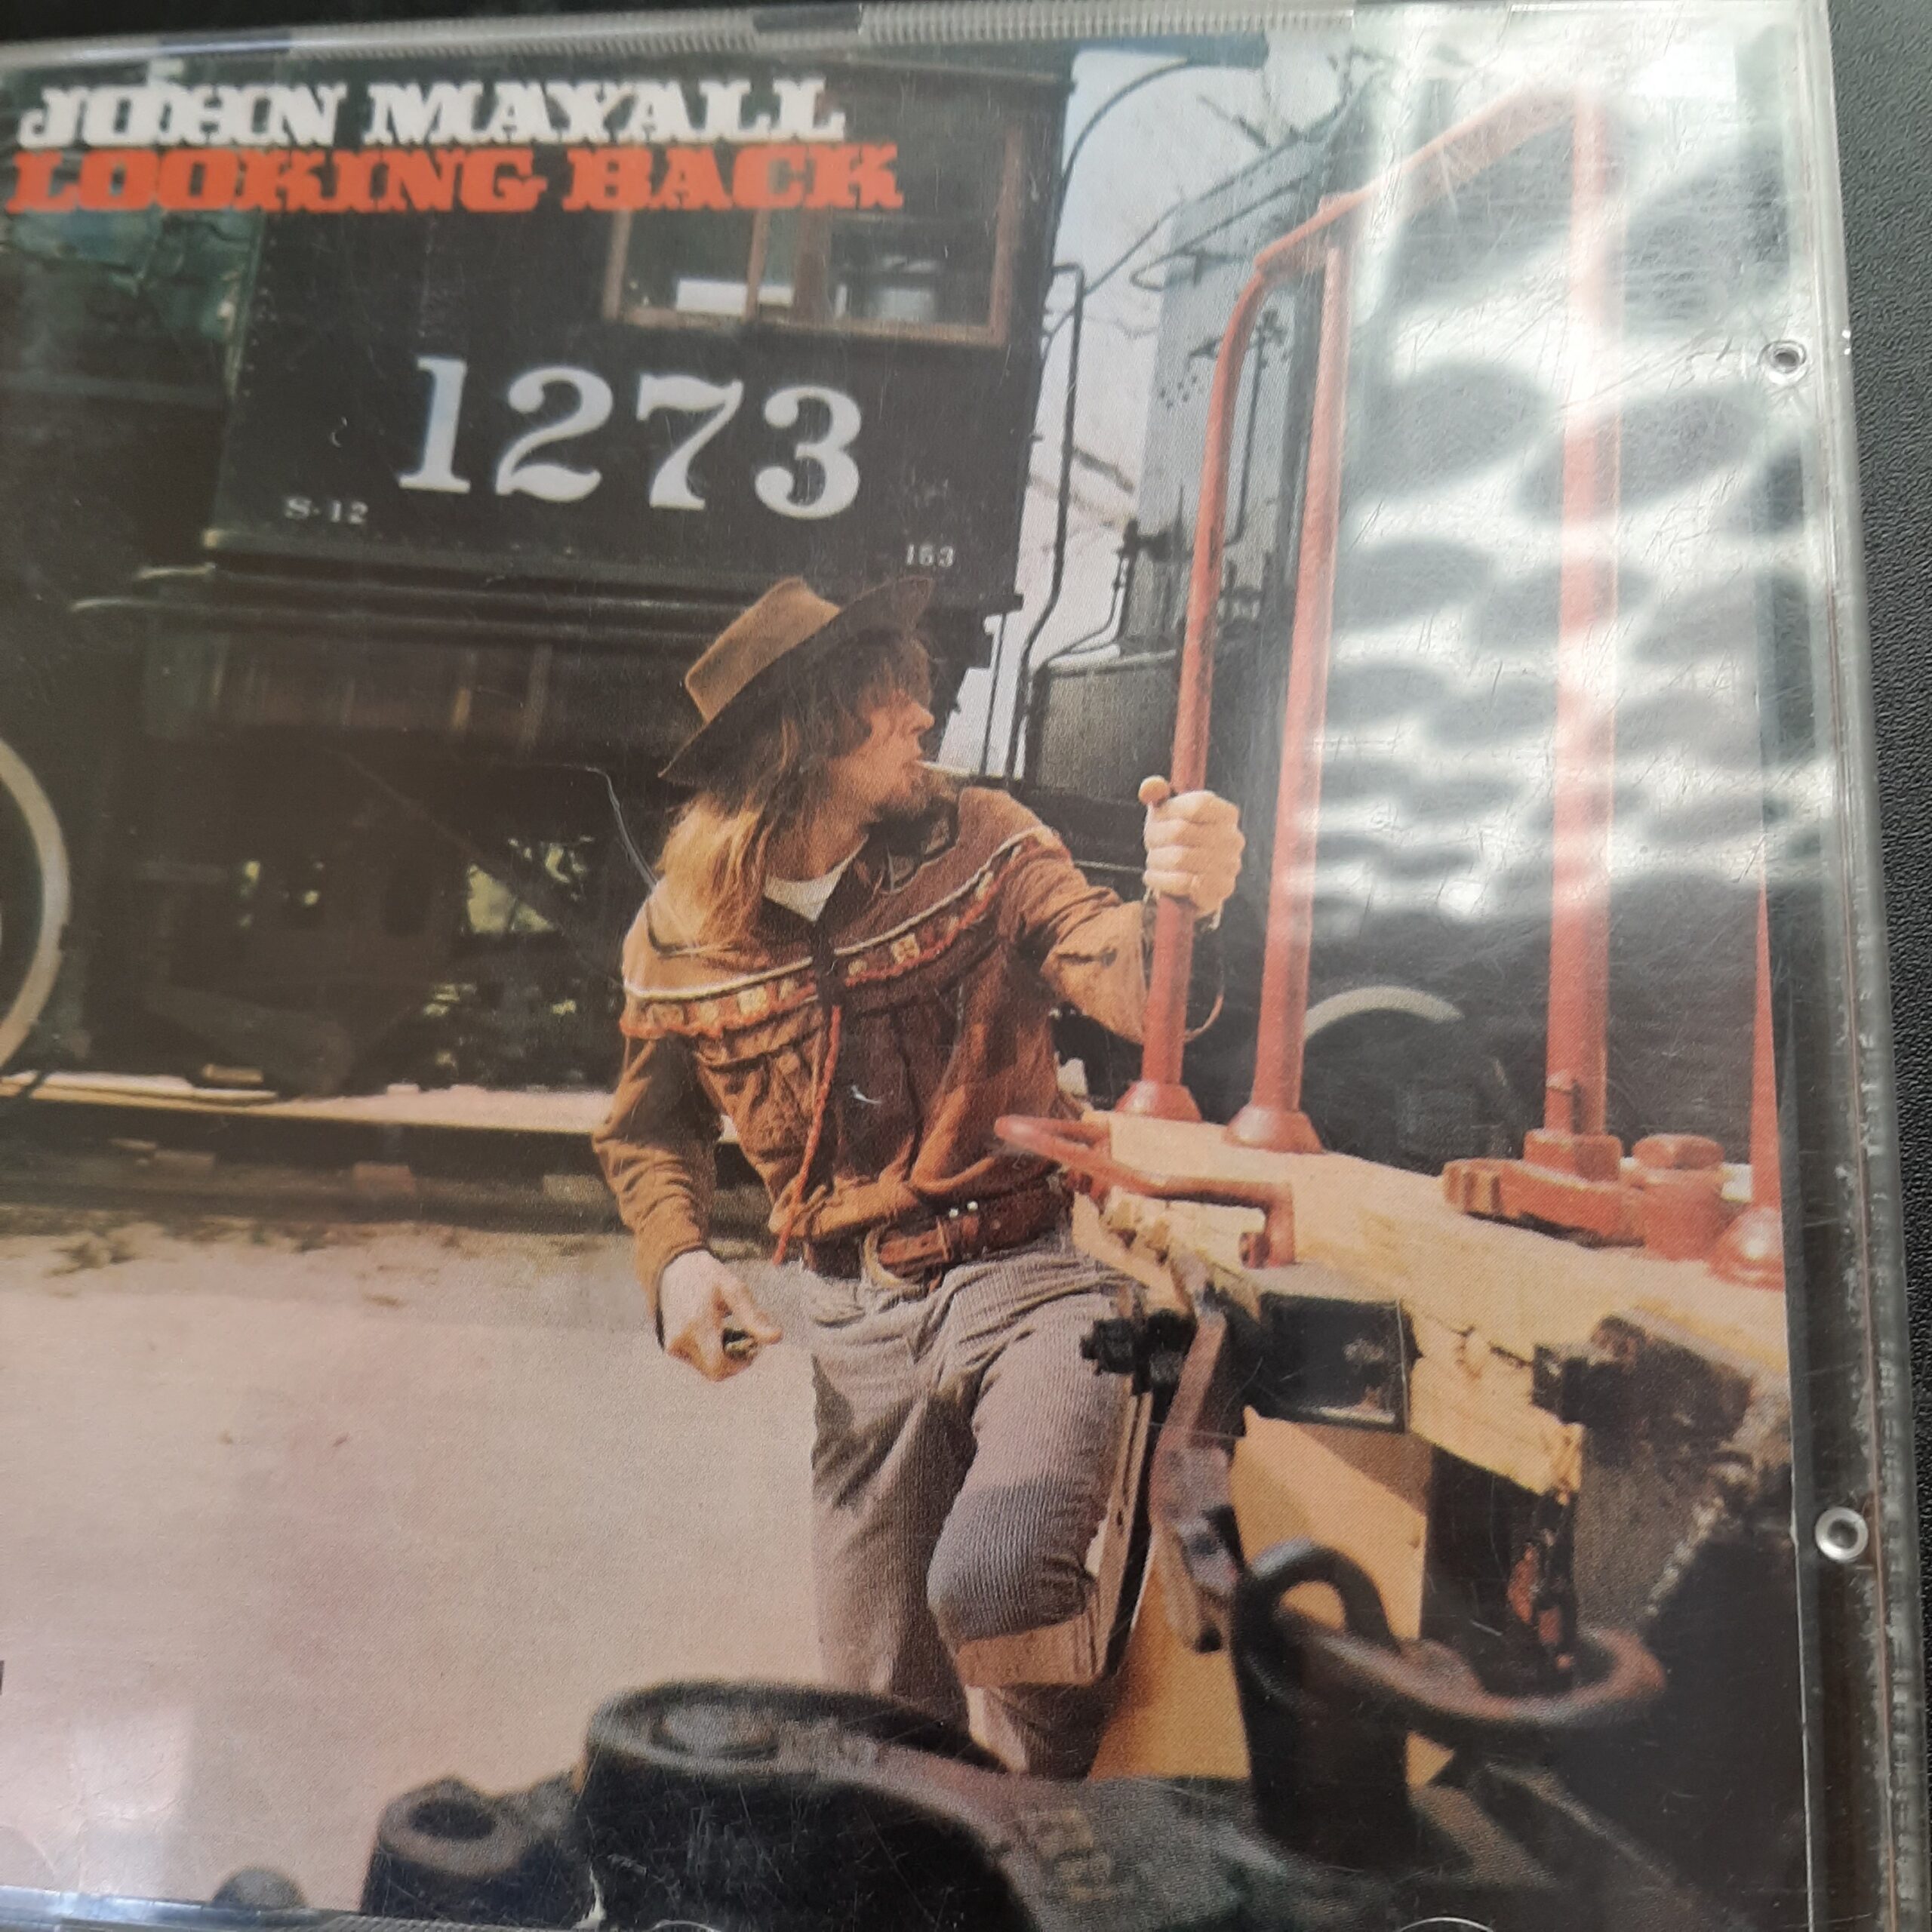 JOHN MAYALL
LOOKING BACK
1273
S-12
153